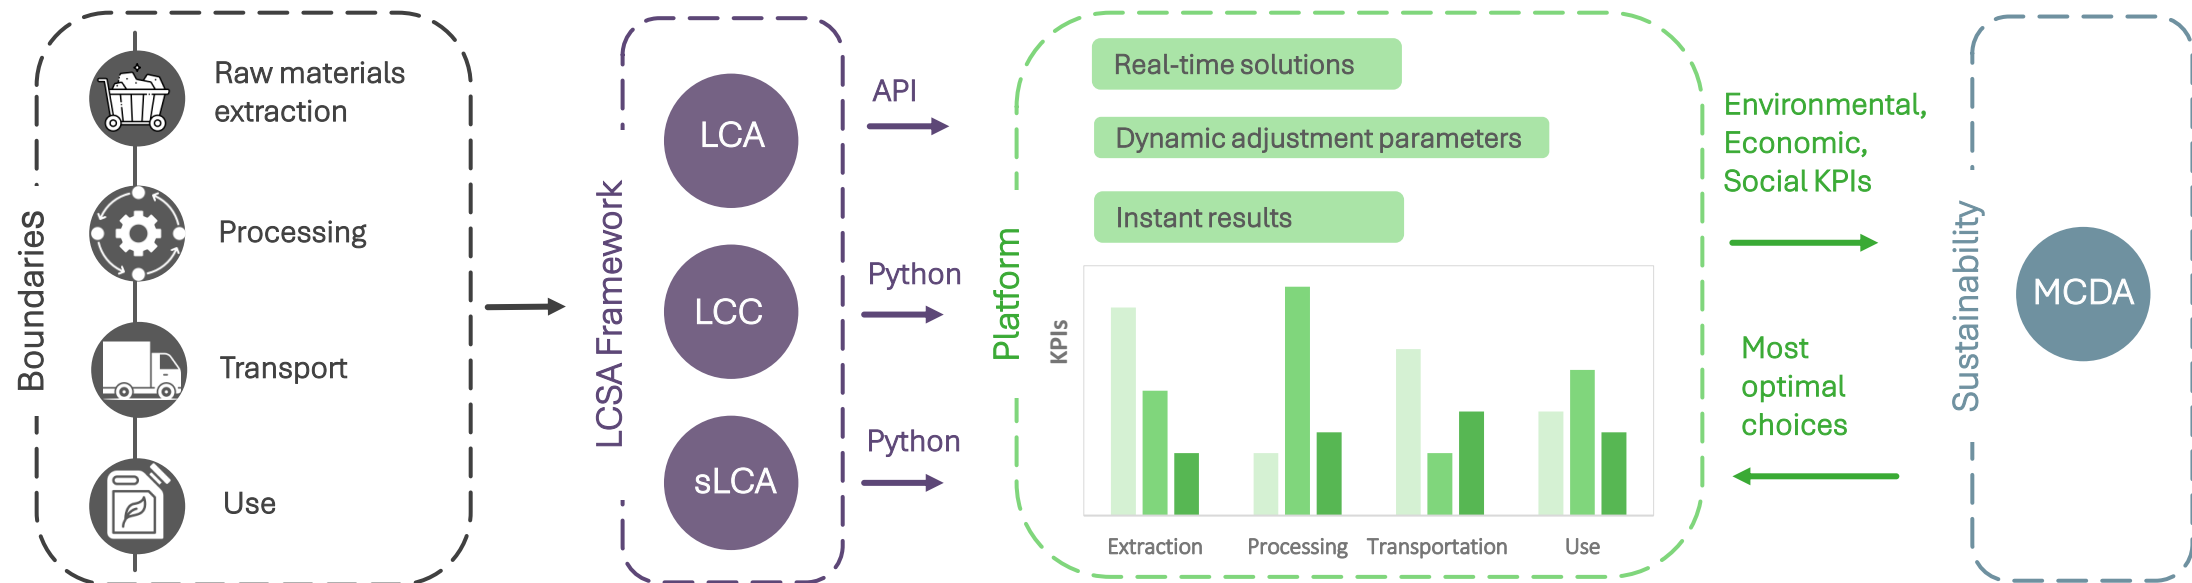 Boundaries
Raw materials
extraction
Processing
Transport
Use
LCSA Framework
LCA
LCC
sLCA
API
Python
Python
Platform
Real-time solutions
Dynamic adjustment parameters
Instant results
KPIs
Extraction
Processing
Transportation
Use
Environmental,
Economic,
Social KPIs
Most
optimal
choices
Sustainability
MCDA